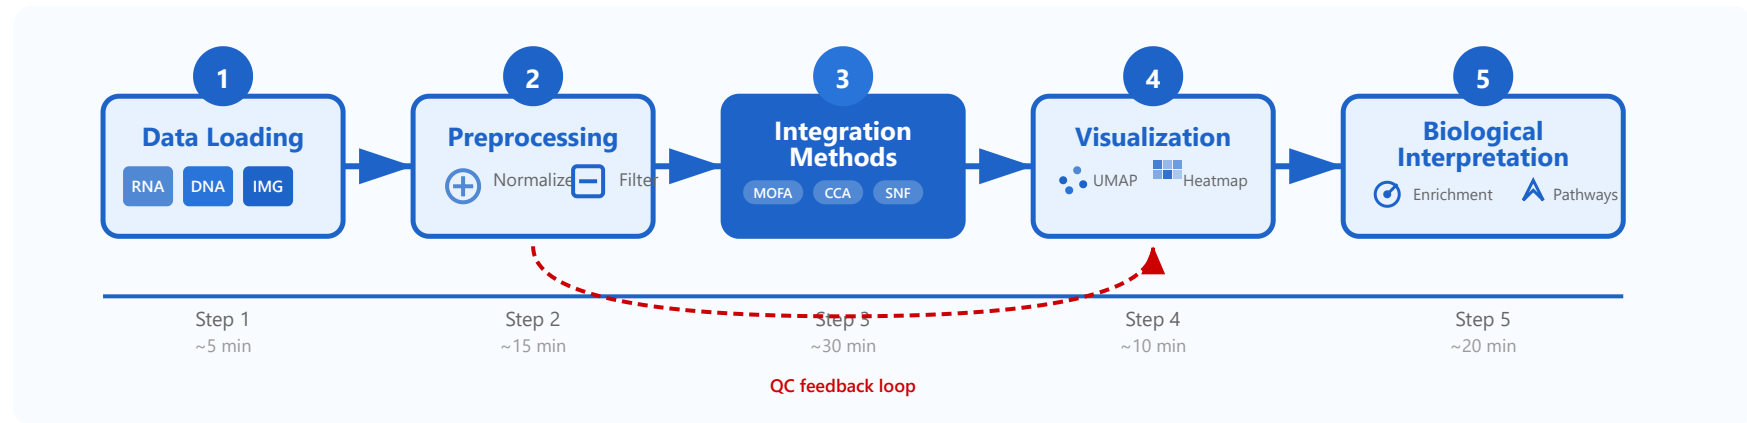 1
Data Loading
RNA DNA IMG
2
Preprocessing
Normalize Filter
3
Integration
Methods
MOFA CCA SNF
4
Visualization
UMAP Heatmap
5
Biological
Interpretation
Enrichment Pathways
Step 1
~5 min
Step 2
~15 min
Step 3
~30 min
Step 4
~10 min
Step 5
~20 min
QC feedback loop